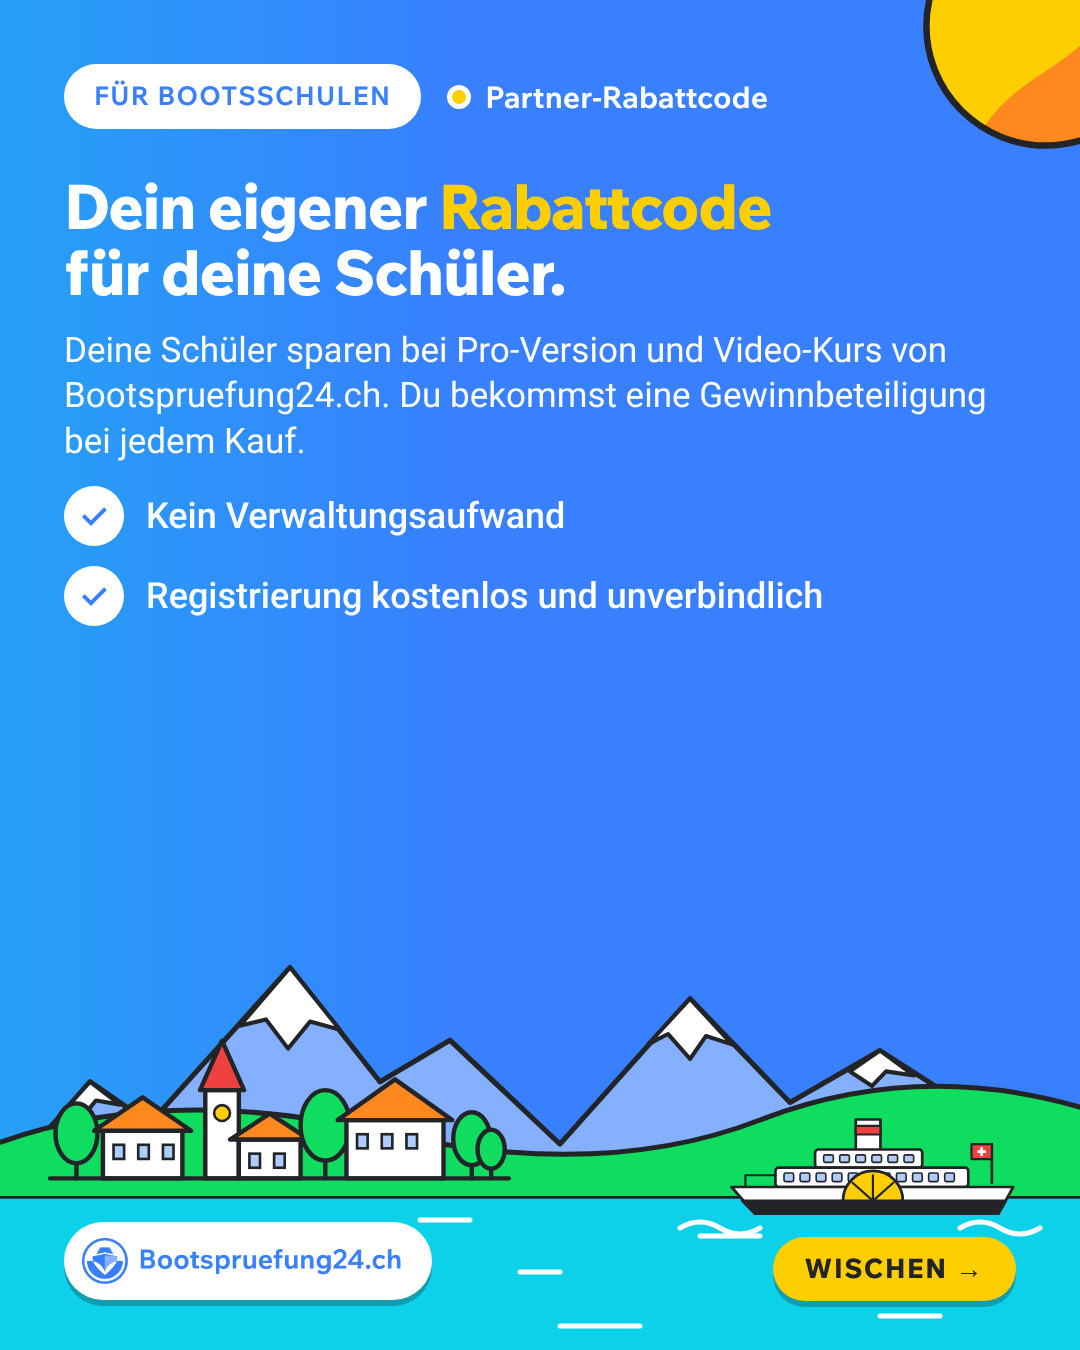 FÜR BOOTSSCHULEN
Partner-Rabattcode
Dein eigener Rabattcode
für deine Schüler.
Deine Schüler sparen bei Pro-Version und Video-Kurs von
Bootspruefung24.ch. Du bekommst eine Gewinnbeteiligung
bei jedem Kauf.
Kein Verwaltungsaufwand
Registrierung kostenlos und unverbindlich
Bootspruefung24.ch
WISCHEN →